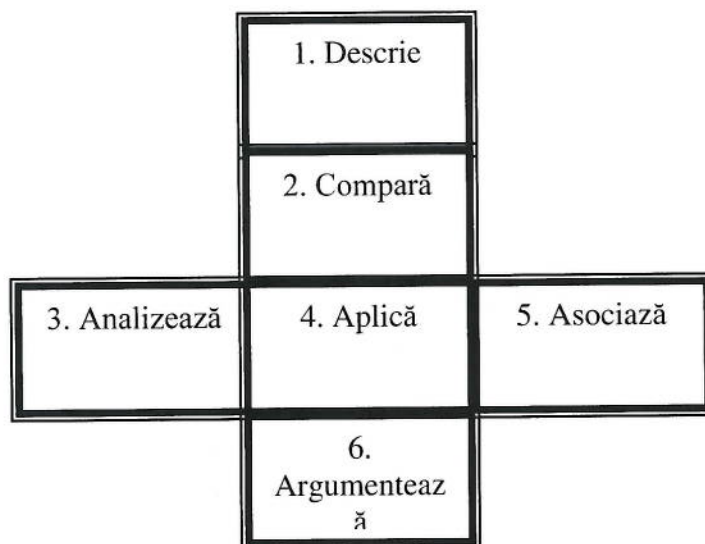 1. Descrie
2. Compară
3. Analizează
4. Aplică
5. Asociază
6.
Argumenteaz
ă